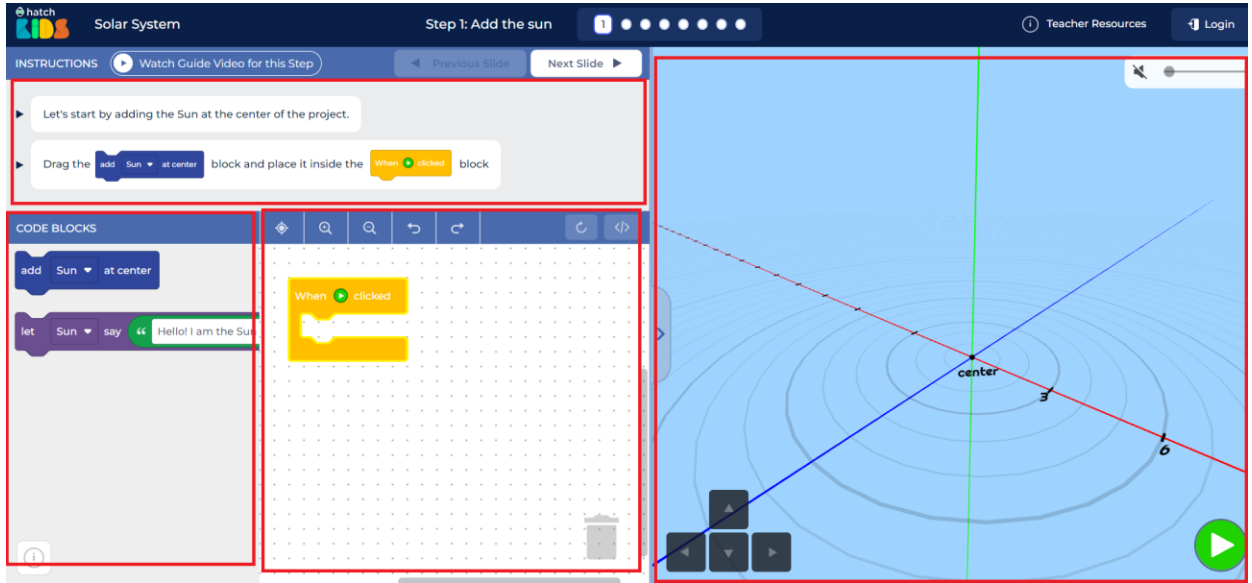 hatch
KIDS
Solar System
Step 1: Add the sun
1
Teacher Resources
Login
INSTRUCTIONS
Watch Guide Video for this Step
Previous Slide
Next Slide
Let's start by adding the Sun at the center of the project.
Drag the add Sun at center block and place it inside the When clicked block
CODE BLOCKS
add Sun at center
let Sun say “ Hello! I am the Sun
When clicked
center
3
6